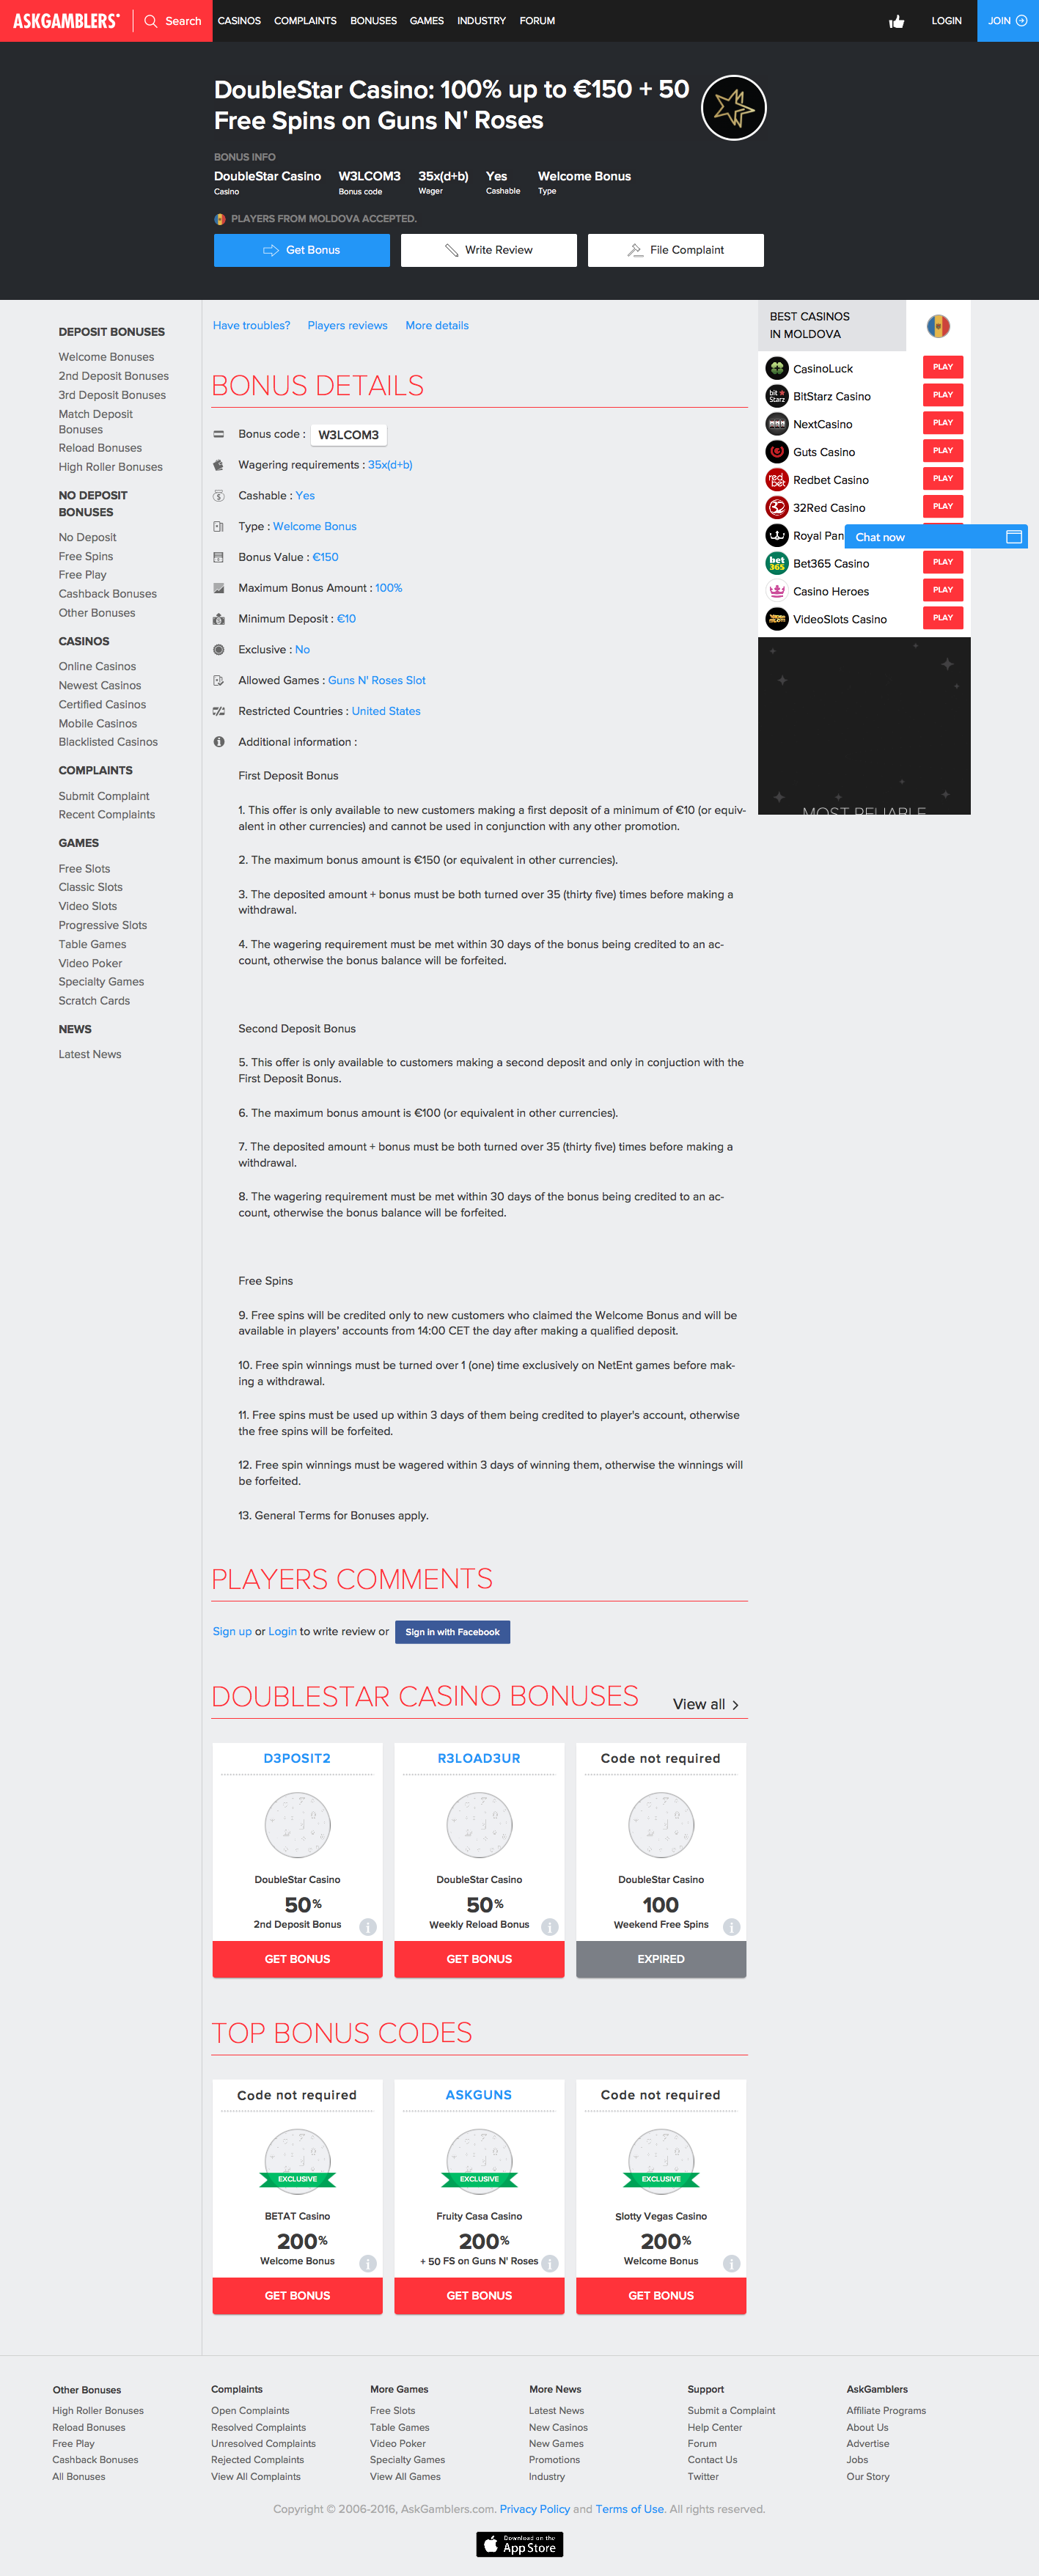 ASKGAMBLERS
Search
CASINOS
COMPLAINTS
BONUSES
GAMES
INDUSTRY
FORUM
LOGIN
JOIN
DoubleStar Casino: 100% up to €150 + 50
Free Spins on Guns N' Roses
BONUS INFO
DoubleStar Casino
Casino
W3LCOM3
Bonus code
35x(d+b)
Wager
Yes
Cashable
Welcome Bonus
Type
PLAYERS FROM MOLDOVA ACCEPTED.
Get Bonus
Write Review
File Complaint
DEPOSIT BONUSES
Welcome Bonuses
2nd Deposit Bonuses
3rd Deposit Bonuses
Match Deposit
Bonuses
Reload Bonuses
High Roller Bonuses
NO DEPOSIT
BONUSES
No Deposit
Free Spins
Free Play
Cashback Bonuses
Other Bonuses
CASINOS
Online Casinos
Newest Casinos
Certified Casinos
Mobile Casinos
Blacklisted Casinos
COMPLAINTS
Submit Complaint
Recent Complaints
GAMES
Free Slots
Classic Slots
Video Slots
Progressive Slots
Table Games
Video Poker
Specialty Games
Scratch Cards
NEWS
Latest News
Have troubles?
Players reviews
More details
BONUS DETAILS
Bonus code : W3LCOM3
Wagering requirements : 35x(d+b)
Cashable : Yes
Type : Welcome Bonus
Bonus Value : €150
Maximum Bonus Amount : 100%
Minimum Deposit : €10
Exclusive : No
Allowed Games : Guns N' Roses Slot
Restricted Countries : United States
Additional information :
First Deposit Bonus
1. This offer is only available to new customers making a first deposit of a minimum of €10 (or equiv-
alent in other currencies) and cannot be used in conjunction with any other promotion.
2. The maximum bonus amount is €150 (or equivalent in other currencies).
3. The deposited amount + bonus must be both turned over 35 (thirty five) times before making a
withdrawal.
4. The wagering requirement must be met within 30 days of the bonus being credited to an ac-
count, otherwise the bonus balance will be forfeited.
Second Deposit Bonus
5. This offer is only available to customers making a second deposit and only in conjuction with the
First Deposit Bonus.
6. The maximum bonus amount is €100 (or equivalent in other currencies).
7. The deposited amount + bonus must be both turned over 35 (thirty five) times before making a
withdrawal.
8. The wagering requirement must be met within 30 days of the bonus being credited to an ac-
count, otherwise the bonus balance will be forfeited.
Free Spins
9. Free spins will be credited only to new customers who claimed the Welcome Bonus and will be
available in players' accounts from 14:00 CET the day after making a qualified deposit.
10. Free spin winnings must be turned over 1 (one) time exclusively on NetEnt games before mak-
ing a withdrawal.
11. Free spins must be used up within 3 days of them being credited to player's account, otherwise
the free spins will be forfeited.
12. Free spin winnings must be wagered within 3 days of winning them, otherwise the winnings will
be forfeited.
13. General Terms for Bonuses apply.
BEST CASINOS
IN MOLDOVA
CasinoLuck
PLAY
bit Starz
BitStarz Casino
PLAY
NextCasino
PLAY
Guts Casino
PLAY
red bet
Redbet Casino
PLAY
32
32Red Casino
PLAY
Royal Pan
Chat now
bet 365
Bet365 Casino
PLAY
Casino Heroes
PLAY
VideoSlots Casino
PLAY
MOST RELIABLE
PLAYERS COMMENTS
Sign up or Login to write review or Sign in with Facebook
DOUBLESTAR CASINO BONUSES
View all
D3POSIT2
DoubleStar Casino
50%
2nd Deposit Bonus
GET BONUS
R3LOAD3UR
DoubleStar Casino
50%
Weekly Reload Bonus
GET BONUS
Code not required
DoubleStar Casino
100
Weekend Free Spins
EXPIRED
TOP BONUS CODES
Code not required
EXCLUSIVE
BETAT Casino
200%
Welcome Bonus
GET BONUS
ASKGUNS
EXCLUSIVE
Fruity Casa Casino
200%
+ 50 FS on Guns N' Roses
GET BONUS
Code not required
EXCLUSIVE
Slotty Vegas Casino
200%
Welcome Bonus
GET BONUS
Other Bonuses
High Roller Bonuses
Reload Bonuses
Free Play
Cashback Bonuses
All Bonuses
Complaints
Open Complaints
Resolved Complaints
Unresolved Complaints
Rejected Complaints
View All Complaints
More Games
Free Slots
Table Games
Video Poker
Specialty Games
View All Games
More News
Latest News
New Casinos
New Games
Promotions
Industry
Support
Submit a Complaint
Help Center
Forum
Contact Us
Twitter
AskGamblers
Affiliate Programs
About Us
Advertise
Jobs
Our Story
Copyright © 2006-2016, AskGamblers.com. Privacy Policy and Terms of Use. All rights reserved.
Download on the
App Store